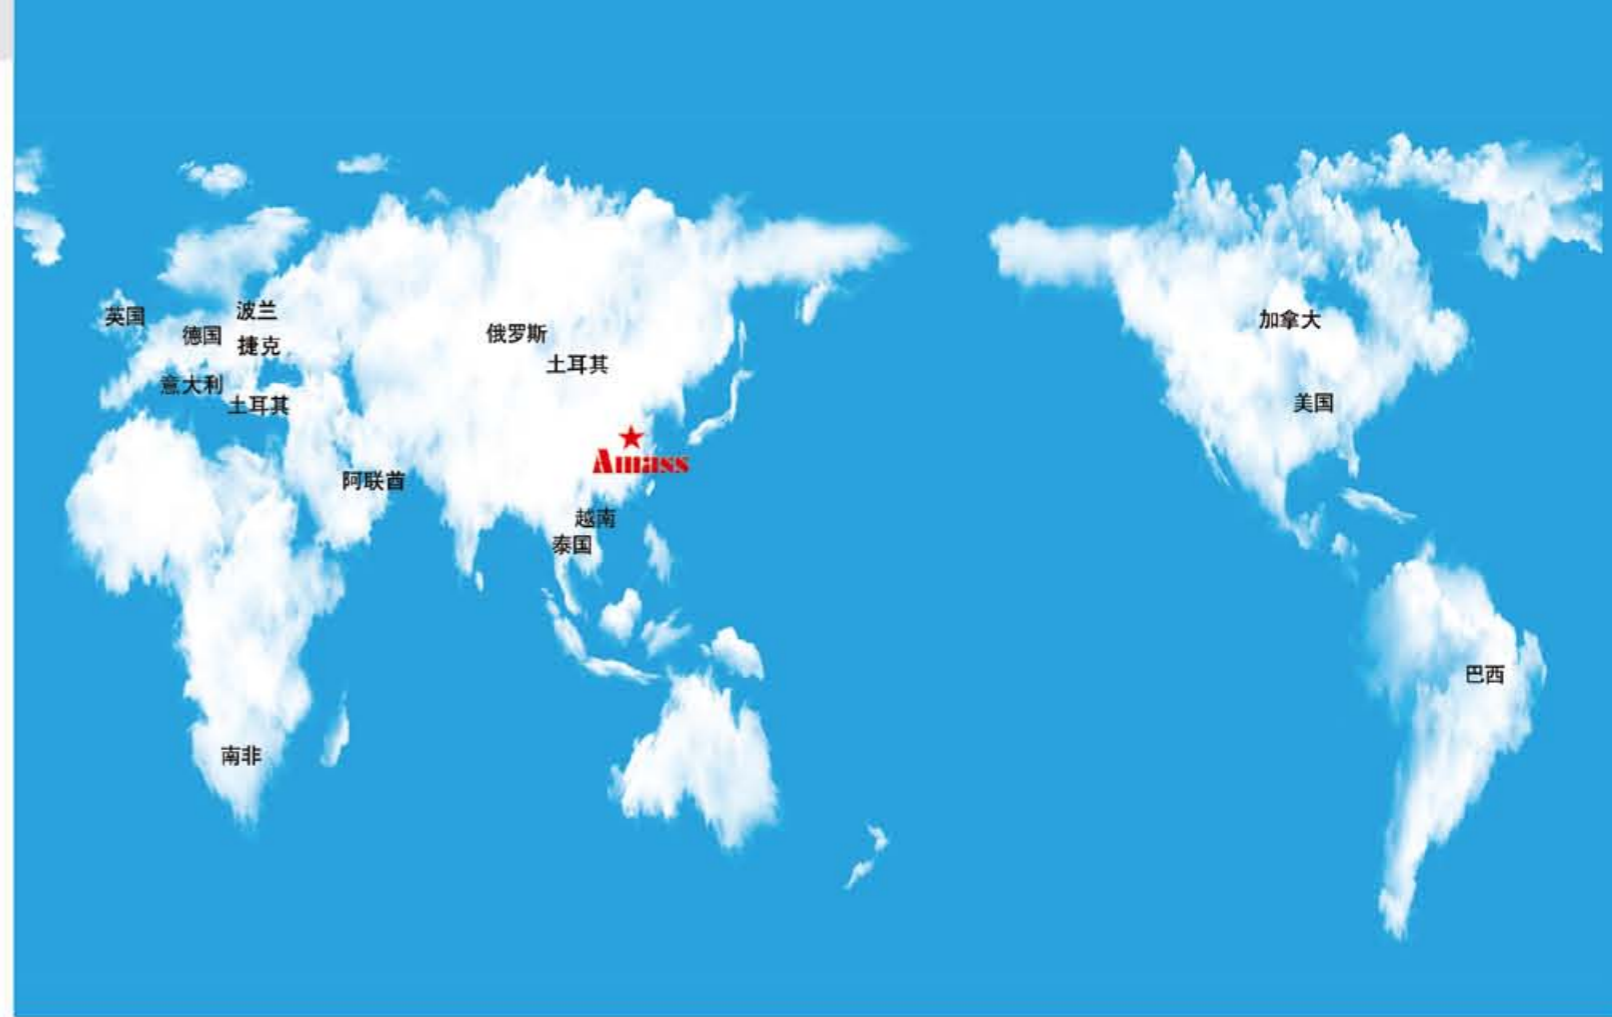 英国
德国
波兰
捷克
意大利
土耳其
俄罗斯
土耳其
Amass
阿联酋
越南
泰国
南非
加拿大
美国
巴西